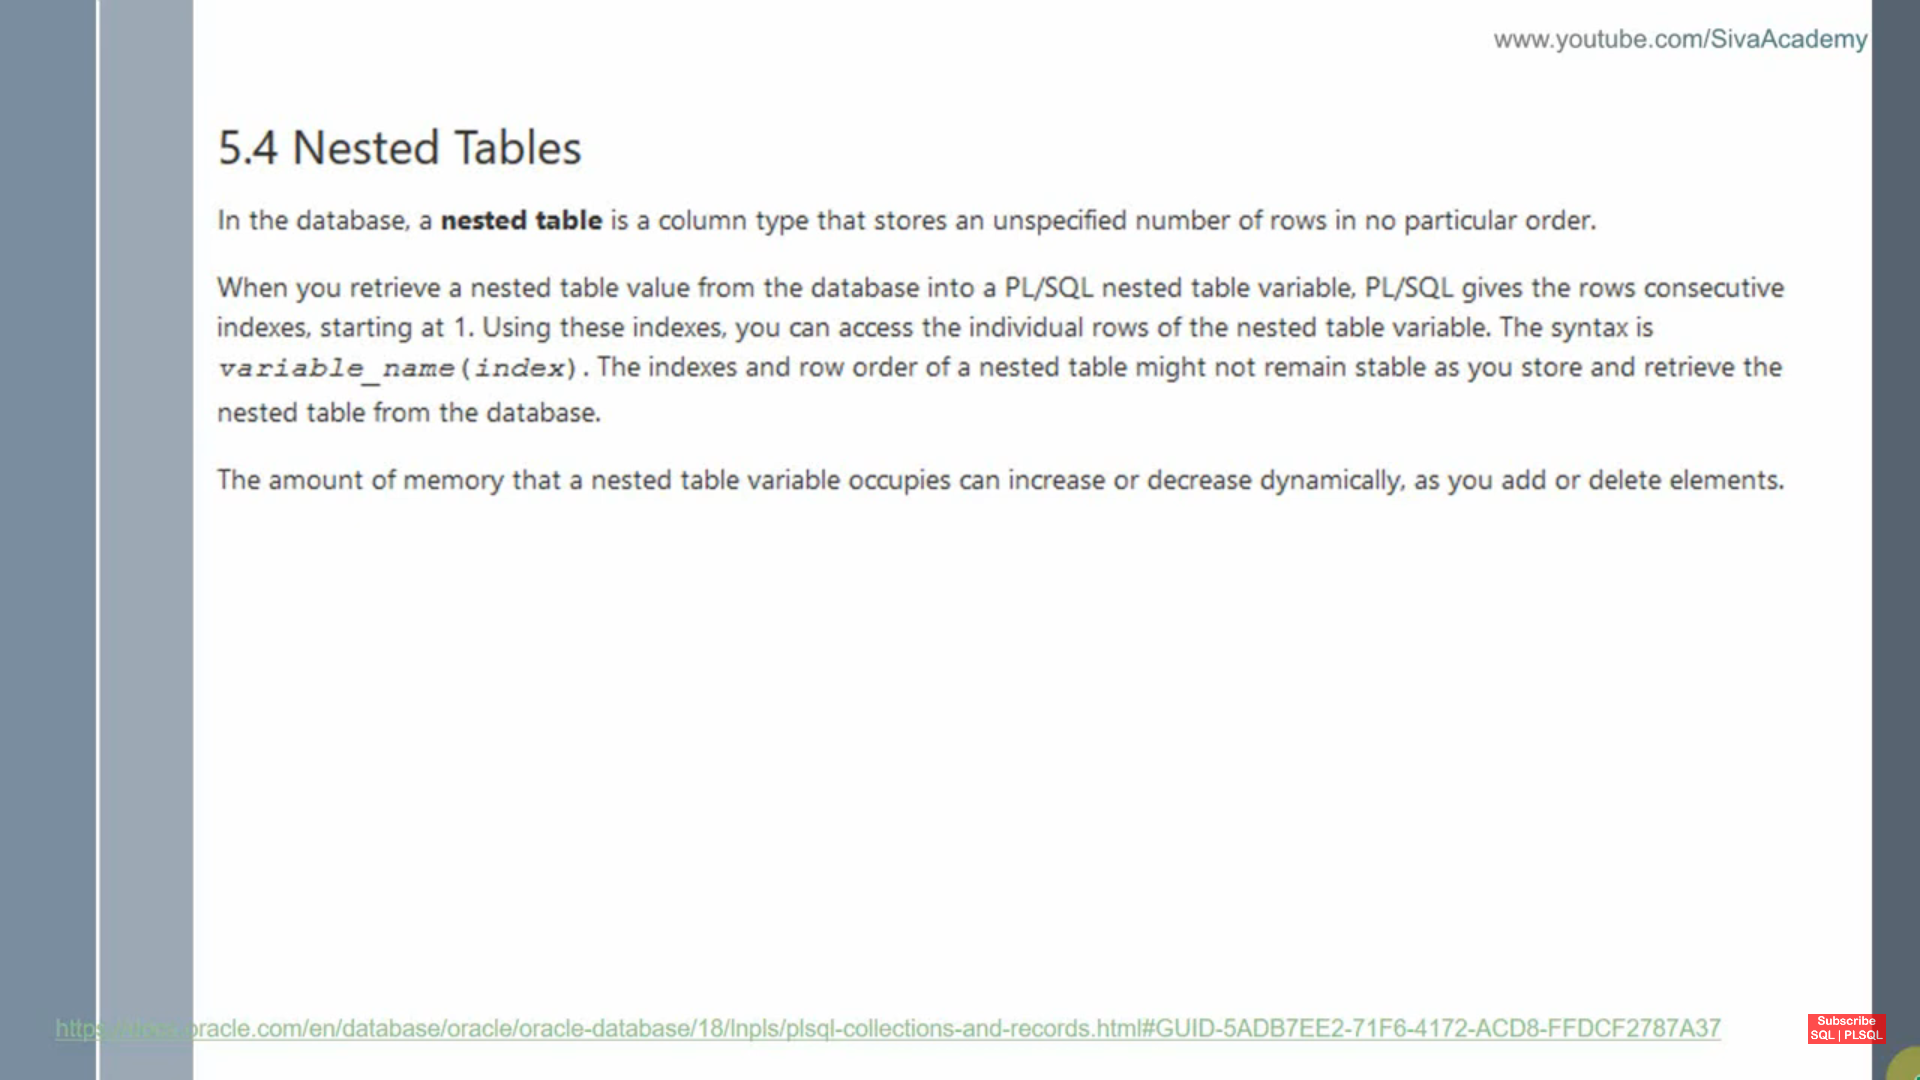 www.youtube.com/SivaAcademy
5.4 Nested Tables
In the database, a nested table is a column type that stores an unspecified number of rows in no particular order.
When you retrieve a nested table value from the database into a PL/SQL nested table variable, PL/SQL gives the rows consecutive
indexes, starting at 1. Using these indexes, you can access the individual rows of the nested table variable. The syntax is
variable_name(index). The indexes and row order of a nested table might not remain stable as you store and retrieve the
nested table from the database.
The amount of memory that a nested table variable occupies can increase or decrease dynamically, as you add or delete elements.
https://docs.oracle.com/en/database/oracle/oracle-database/18/lnpls/plsql-collections-and-records.html#GUID-5ADB7EE2-71F6-4172-ACD8-FFDCF2787A37
Subscribe
SQL | PLSQL